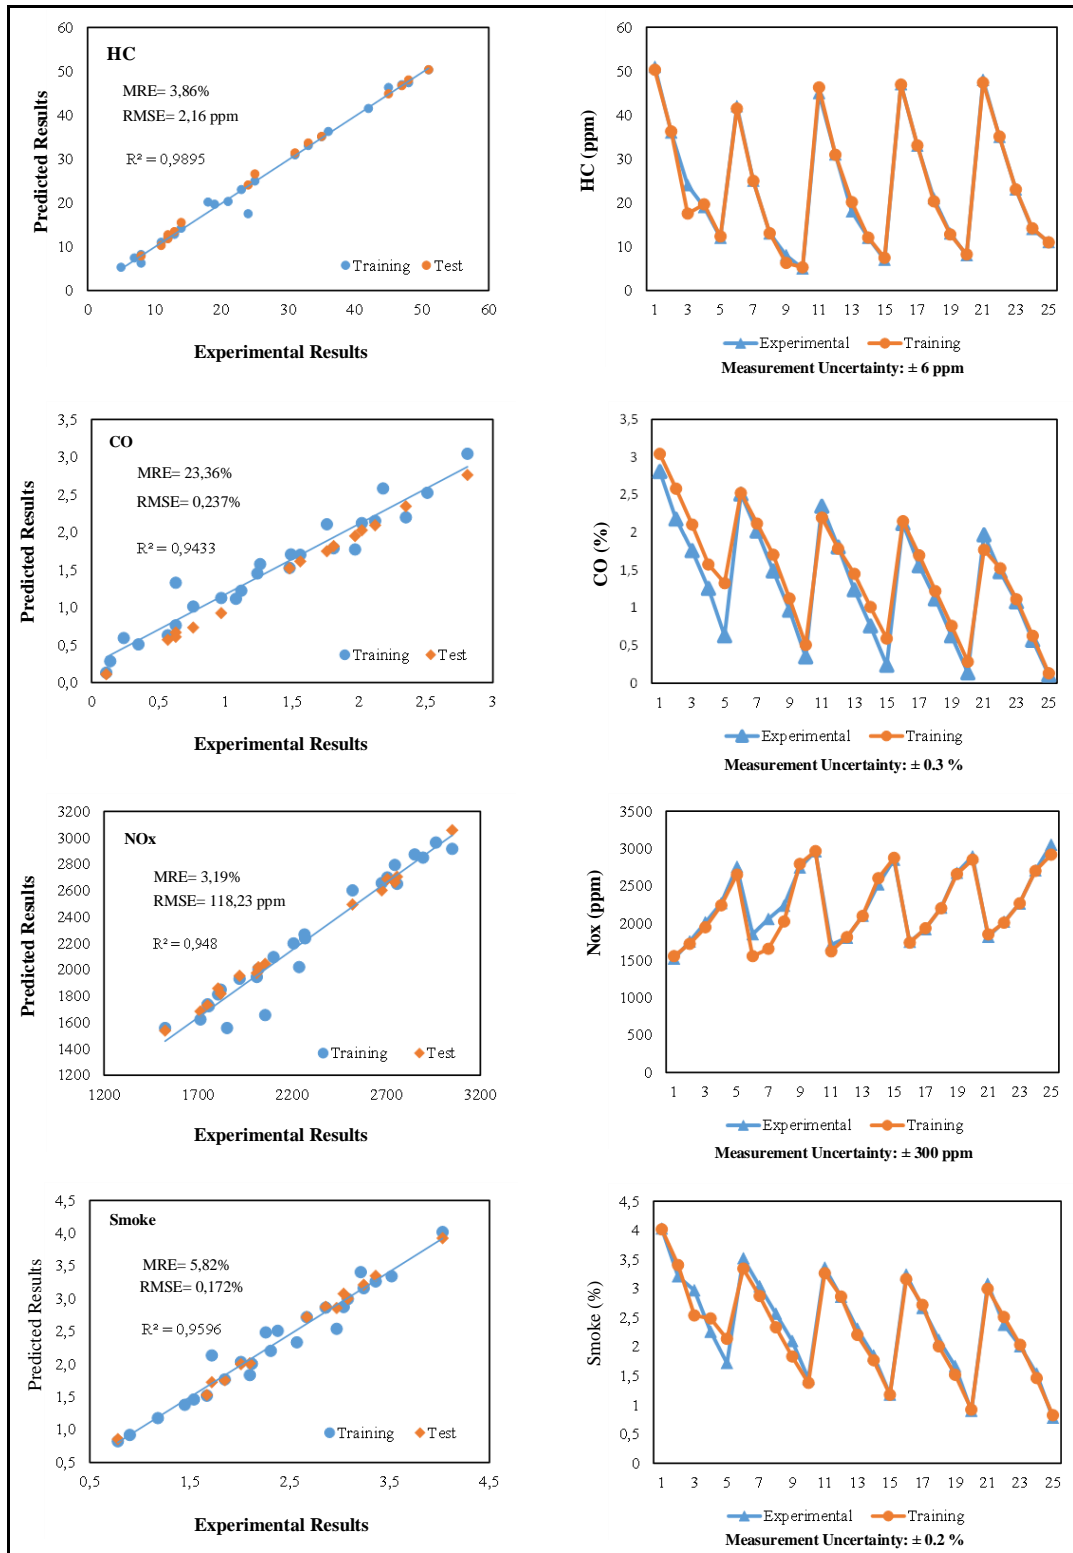 HC
MRE= 3,86%
RMSE= 2,16 ppm
R² = 0,9895
Predicted Results
60
50
40
30
20
10
0
Training Test
0 10 20 30 40 50 60
Experimental Results
HC (ppm)
60
50
40
30
20
10
0
1 3 5 7 9 11 13 15 17 19 21 23 25
Experimental Training
Measurement Uncertainty: ± 6 ppm
CO
MRE= 23,36%
RMSE= 0,237%
R² = 0,9433
Predicted Results
3,5
3,0
2,5
2,0
1,5
1,0
0,5
0,0
Training Test
0 0,5 1 1,5 2 2,5 3
Experimental Results
CO (%)
3,5
3
2,5
2
1,5
1
0,5
0
1 3 5 7 9 11 13 15 17 19 21 23 25
Experimental Training
Measurement Uncertainty: ± 0.3 %
NOx
MRE= 3,19%
RMSE= 118,23 ppm
R² = 0,948
Predicted Results
3200
3000
2800
2600
2400
2200
2000
1800
1600
1400
1200
Training Test
1200 1700 2200 2700 3200
Experimental Results
Nox (ppm)
3500
3000
2500
2000
1500
1000
500
0
1 3 5 7 9 11 13 15 17 19 21 23 25
Experimental Training
Measurement Uncertainty: ± 300 ppm
Smoke
MRE= 5,82%
RMSE= 0,172%
R² = 0,9596
Predicted Results
4,5
4,0
3,5
3,0
2,5
2,0
1,5
1,0
0,5
Training Test
0,5 1,5 2,5 3,5 4,5
Experimental Results
Smoke (%)
4,5
4
3,5
3
2,5
2
1,5
1
0,5
0
1 3 5 7 9 11 13 15 17 19 21 23 25
Experimental Training
Measurement Uncertainty: ± 0.2 %